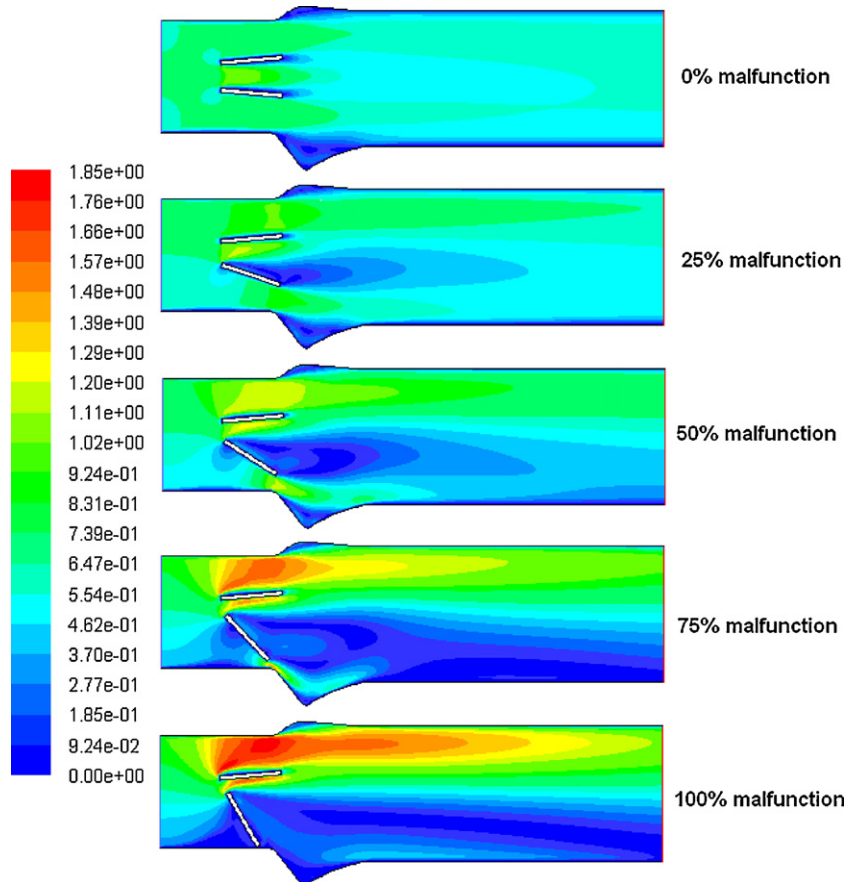 0% malfunction
1.85e+00
1.76e+00
1.66e+00
1.57e+00
1.48e+00
1.39e+00
1.29e+00
1.20e+00
1.11e+00
1.02e+00
9.24e-01
8.31e-01
7.39e-01
6.47e-01
5.54e-01
4.62e-01
3.70e-01
2.77e-01
1.85e-01
9.24e-02
0.00e+00
25% malfunction
50% malfunction
75% malfunction
100% malfunction